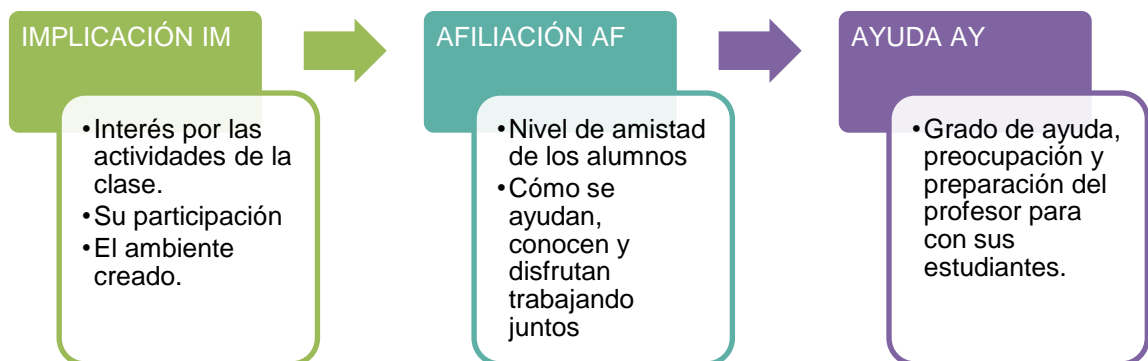 IMPLICACIÓN IM
•Interés por las
actividades de la
clase.
•Su participación
•El ambiente
creado.
AFILIACIÓN AF
•Nivel de amistad
de los alumnos
•Cómo se
ayudan,
conocen y
disfrutan
trabajando
juntos
AYUDA AY
•Grado de ayuda,
preocupación y
preparación del
profesor para
con sus
estudiantes.